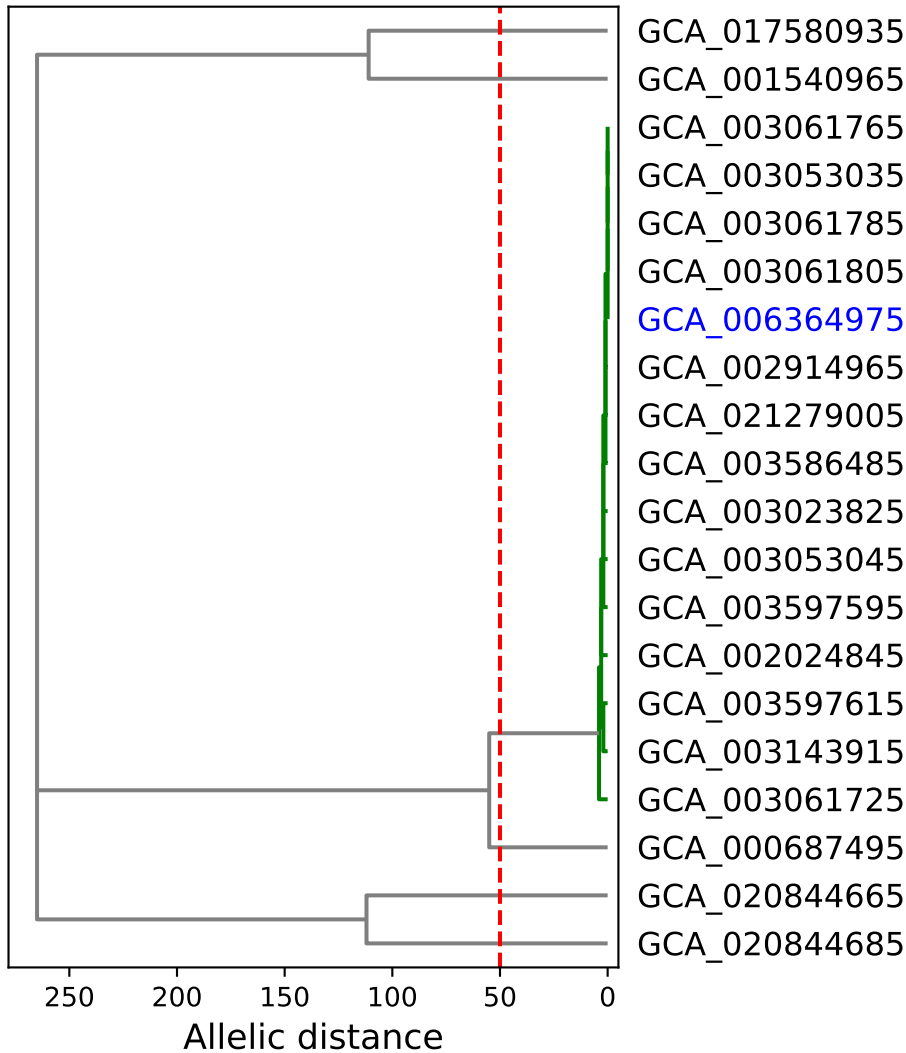 GCA_017580935
GCA_001540965
GCA_003061765
GCA_003053035
GCA_003061785
GCA_003061805
GCA_006364975
GCA_002914965
GCA_021279005
GCA_003586485
GCA_003023825
GCA_003053045
GCA_003597595
GCA_002024845
GCA_003597615
GCA_003143915
GCA_003061725
GCA_000687495
GCA_020844665
GCA_020844685
250 200 150 100 50 0
Allelic distance